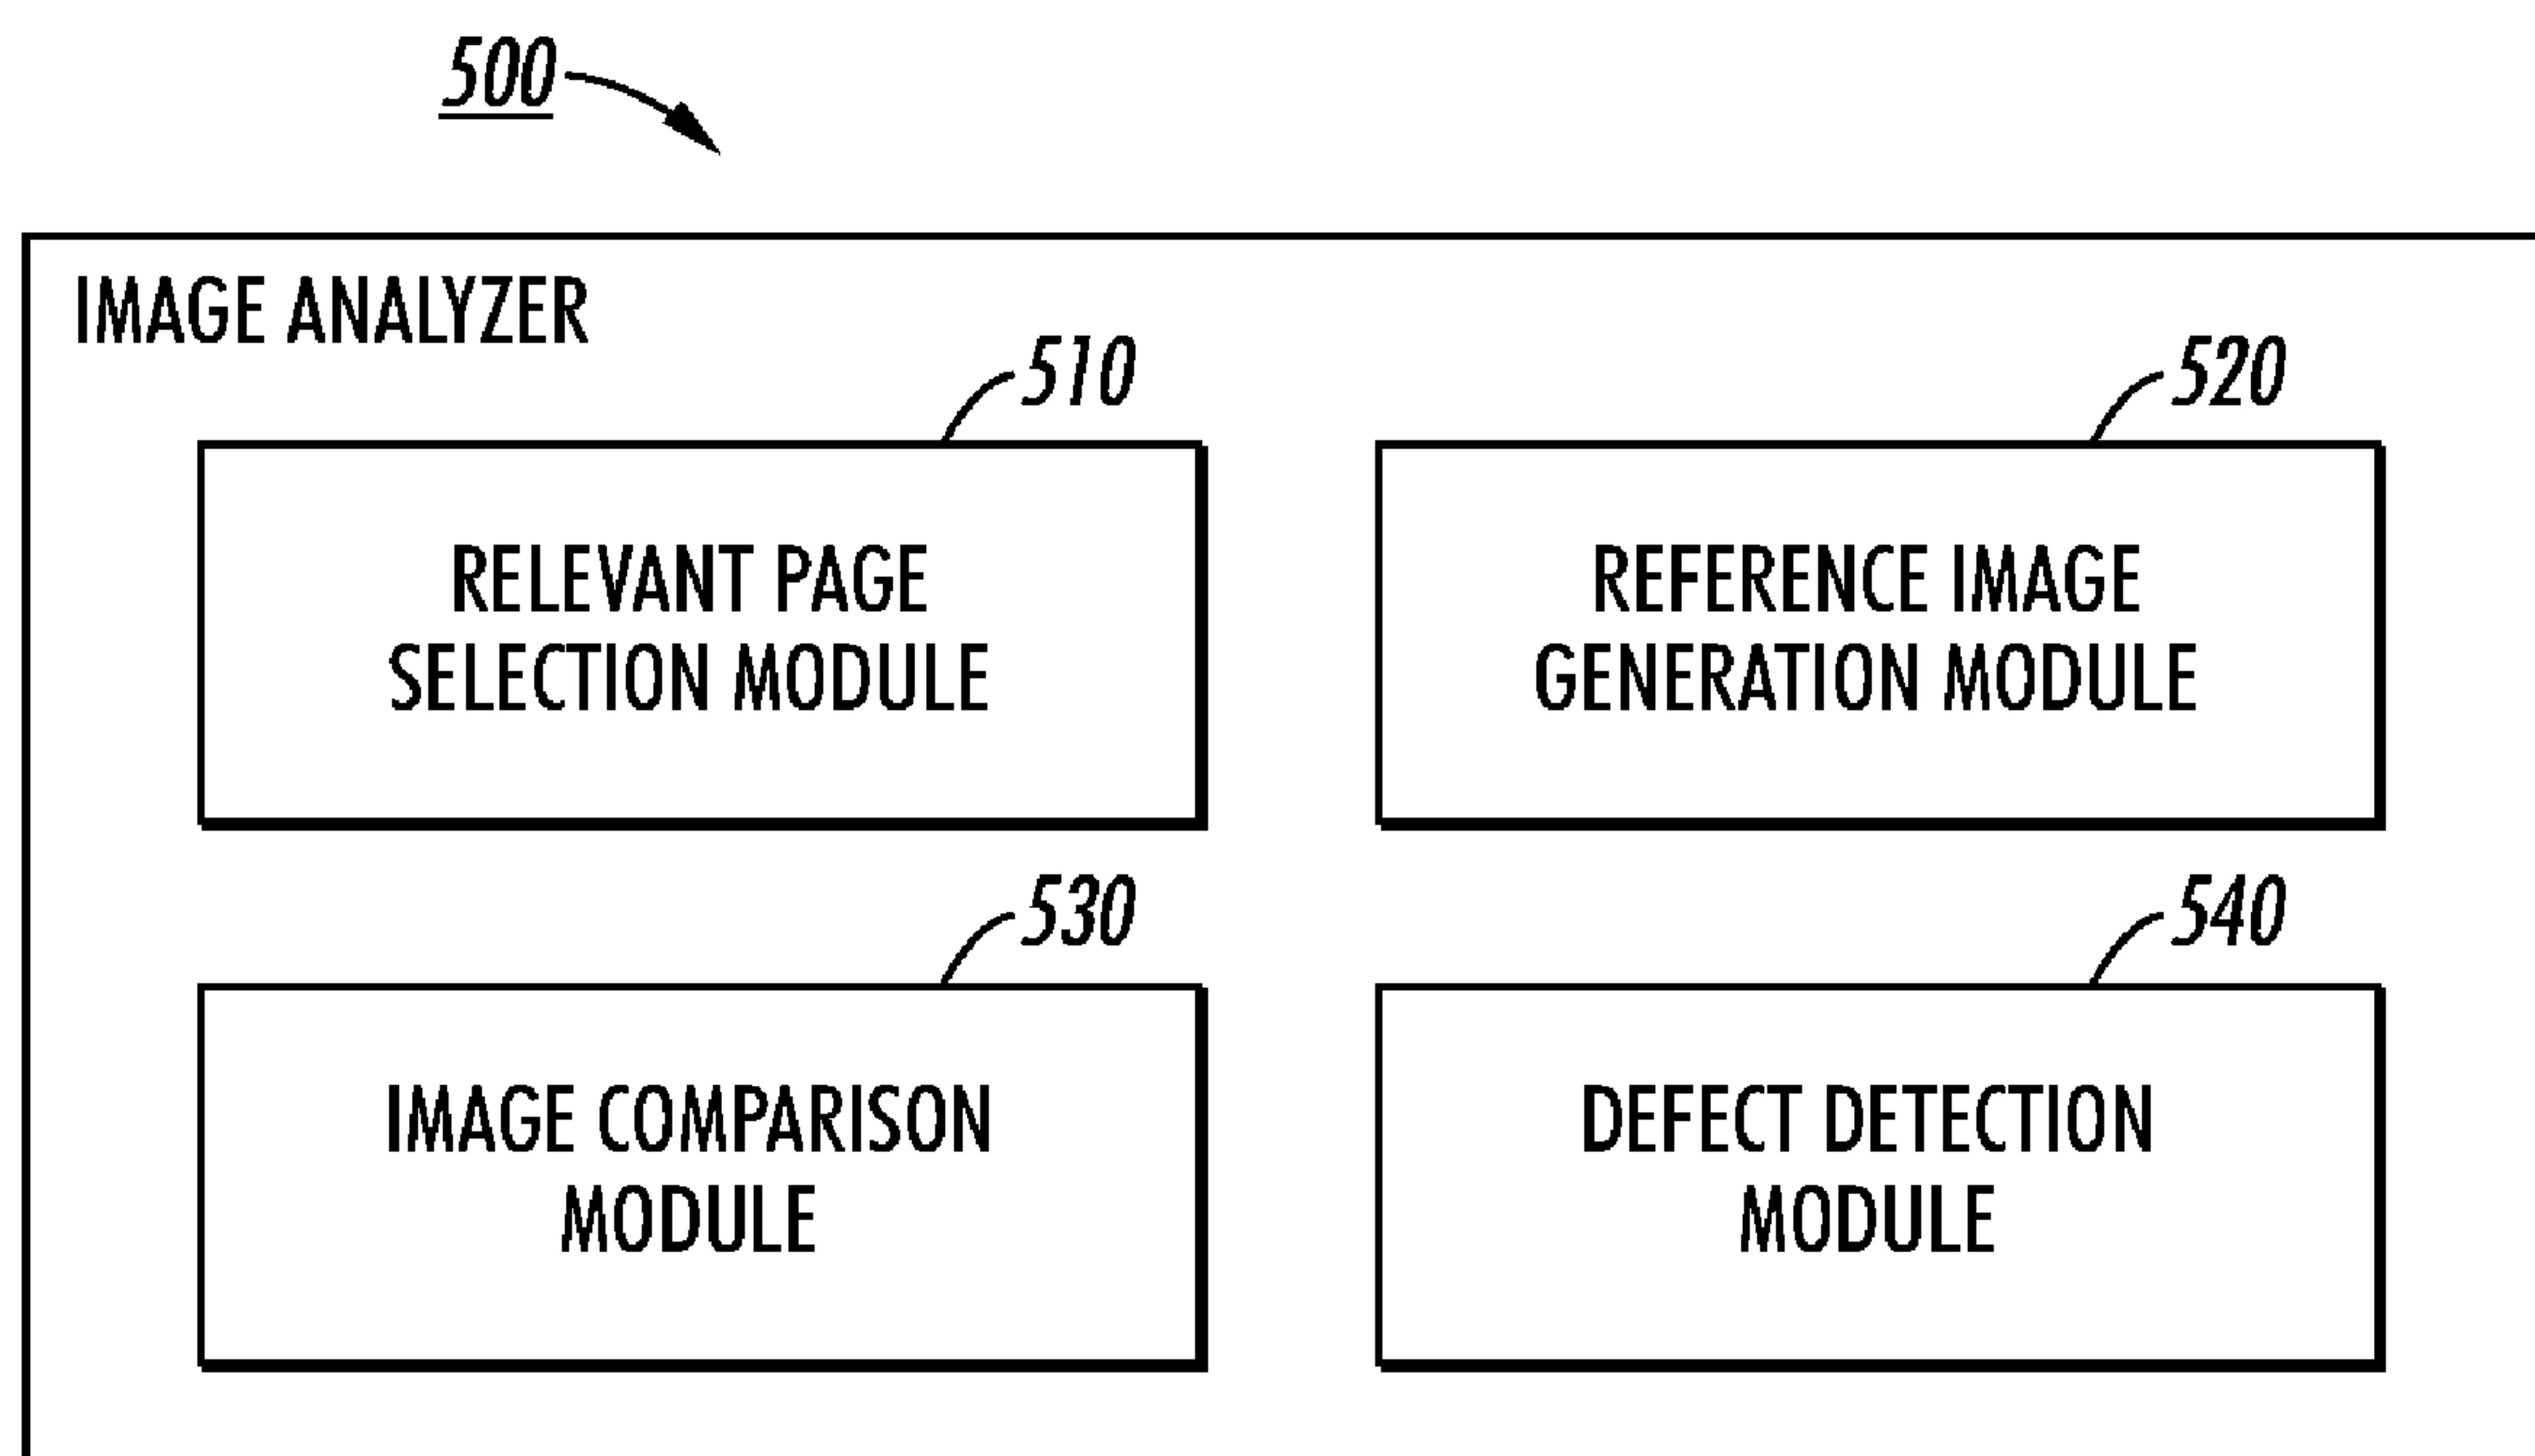 500
IMAGE ANALYZER
510
RELEVANT PAGE
SELECTION MODULE
520
REFERENCE IMAGE
GENERATION MODULE
530
IMAGE COMPARISON
MODULE
540
DEFECT DETECTION
MODULE